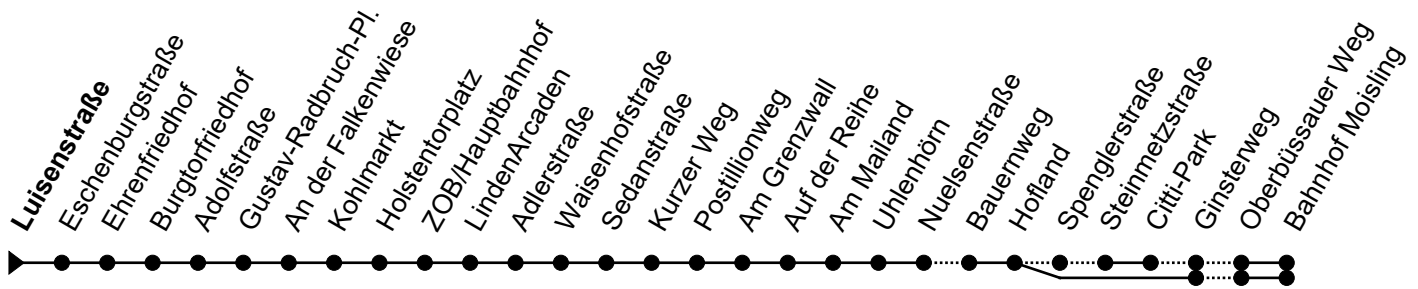 Luisenstraße
Eschenburgstraße
Ehrenfriedhof
Burgtorfriedhof
Adolfstraße
Gustav-Radbruch-Pl.
An der Falkenwiese
Kohlmarkt
Holstentorplatz
ZOB/Hauptbahnhof
LindenArcaden
Adlerstraße
Waisenhofstraße
Sedanstraße
Kurzer Weg
Postillionweg
Am Grenzwall
Auf der Reihe
Am Mailand
Uhlenhörn
Nuelsenstraße
Bauernweg
Hofland
Spenglerstraße
Steinmetzstraße
Citti-Park
Ginsterweg
Oberbüssauer Weg
Bahnhof Moisling